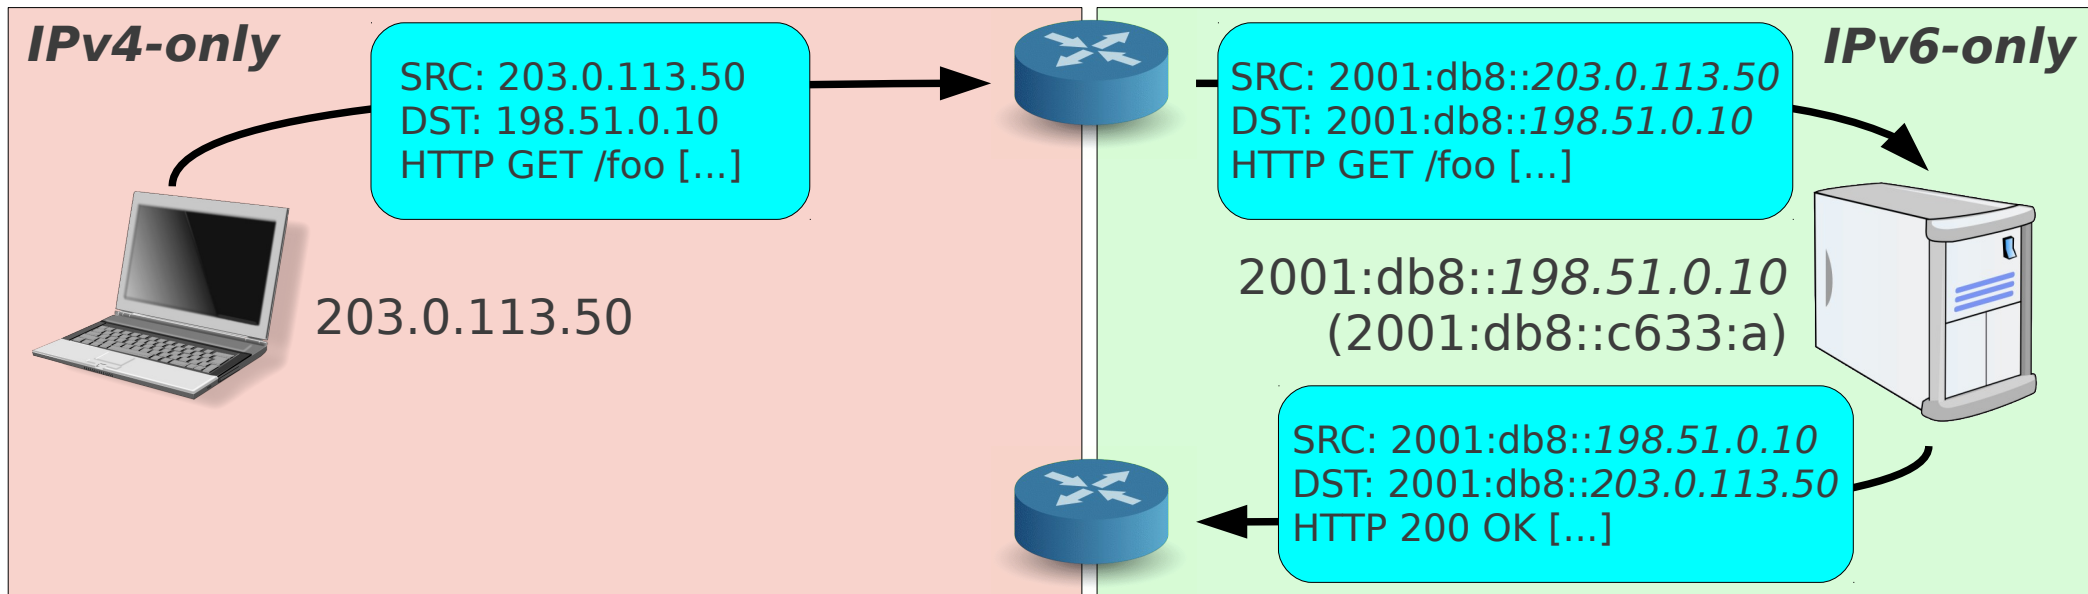 IPv4-only
SRC: 203.0.113.50
DST: 198.51.0.10
HTTP GET /foo [...]
203.0.113.50
IPv6-only
SRC: 2001:db8::203.0.113.50
DST: 2001:db8::198.51.0.10
HTTP GET /foo [...]
2001:db8::198.51.0.10
(2001:db8::c633:a)
SRC: 2001:db8::198.51.0.10
DST: 2001:db8::203.0.113.50
HTTP 200 OK [...]